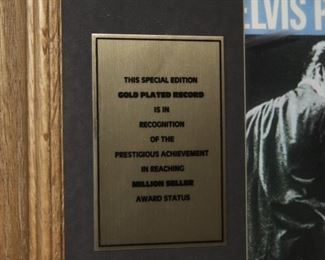 ELVIS P
THIS SPECIAL EDITION
GOLD PLATED RECORD
IS IN
RECOGNITION
OF THE
PRESTIGIOUS ACHIEVEMENT
IN REACHING
MILLION SELLER
AWARD STATUS